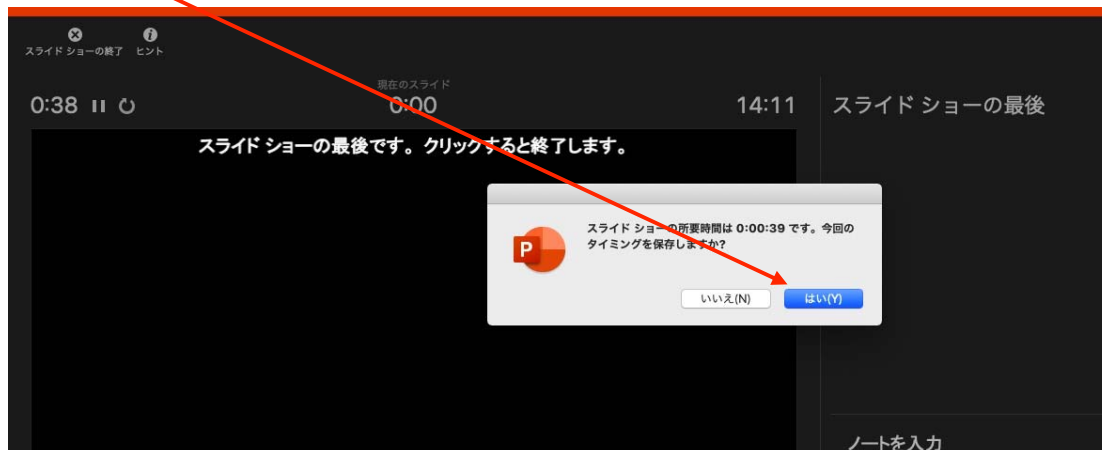 スライド ショーの終了 ヒント
現在のスライド
0:38 0:00 14:11 スライド ショーの最後
スライド ショーの最後です。クリックすると終了します。
スライド ショーの所要時間は 0:00:39 です。今回の
タイミングを保存しますか?
P
いいえ(N) はい(Y)
ノートを入力